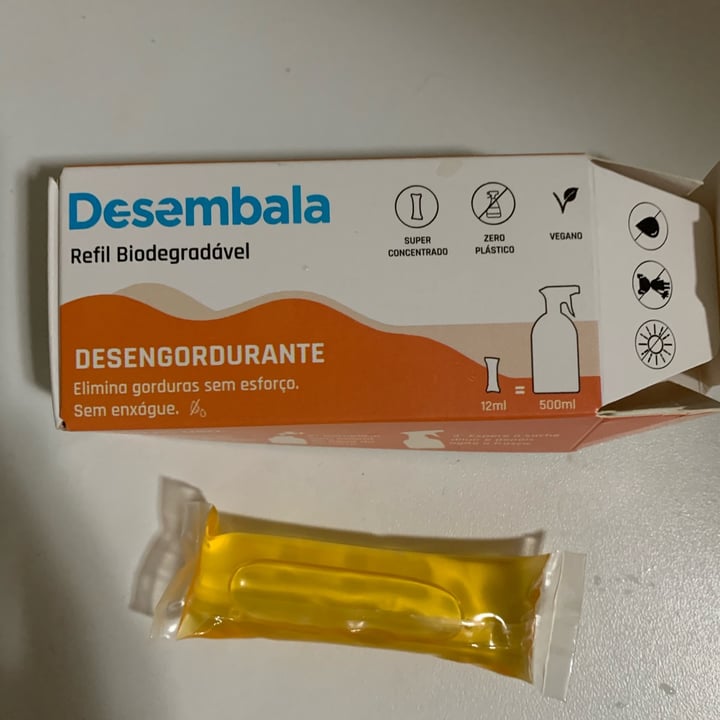 Desembala
Refil Biodegradável
SUPER
CONCENTRADO
ZERO
PLÁSTICO
VEGANO
DESENGORDURANTE
Elimina gorduras sem esforço.
Sem enxágue.
12ml = 500ml